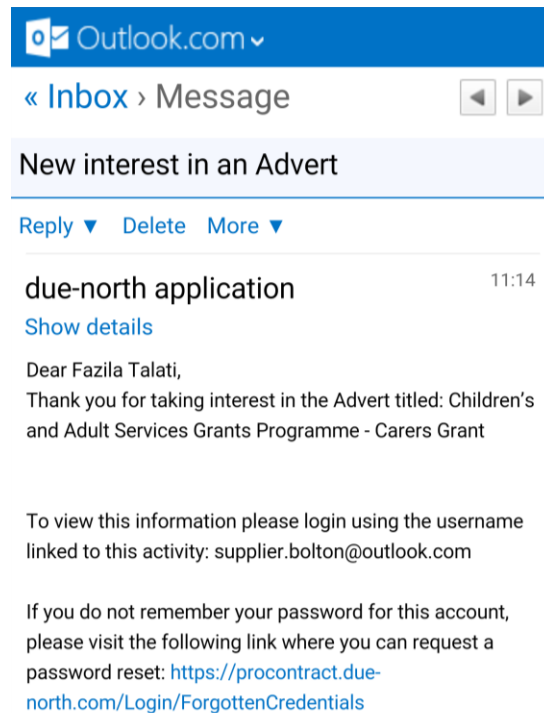 Outlook.com
« Inbox › Message
New interest in an Advert
Reply ▼ Delete More ▼
due-north application 11:14
Show details
Dear Fazila Talati,
Thank you for taking interest in the Advert titled: Children's
and Adult Services Grants Programme - Carers Grant
To view this information please login using the username
linked to this activity: supplier.bolton@outlook.com
If you do not remember your password for this account,
please visit the following link where you can request a
password reset: https://procontract.due-
north.com/Login/ForgottenCredentials